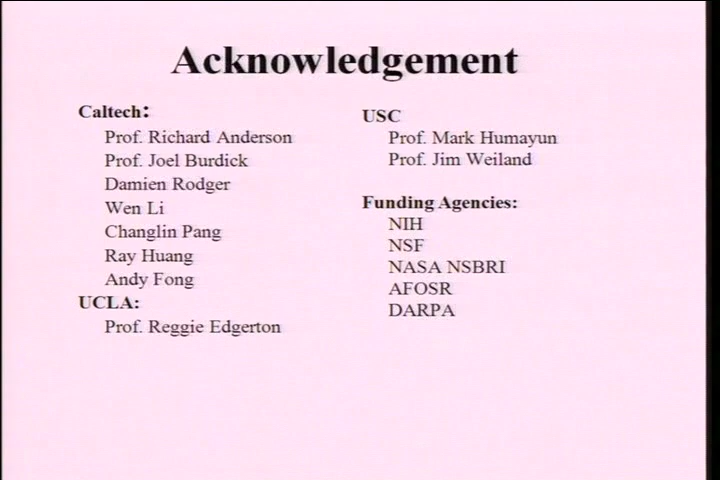 Acknowledgement
Caltech:
Prof. Richard Anderson
Prof. Joel Burdick
Damien Rodger
Wen Li
Changlin Pang
Ray Huang
Andy Fong
UCLA:
Prof. Reggie Edgerton
USC
Prof. Mark Humayun
Prof. Jim Weiland
Funding Agencies:
NIH
NSF
NASA NSBRI
AFOSR
DARPA